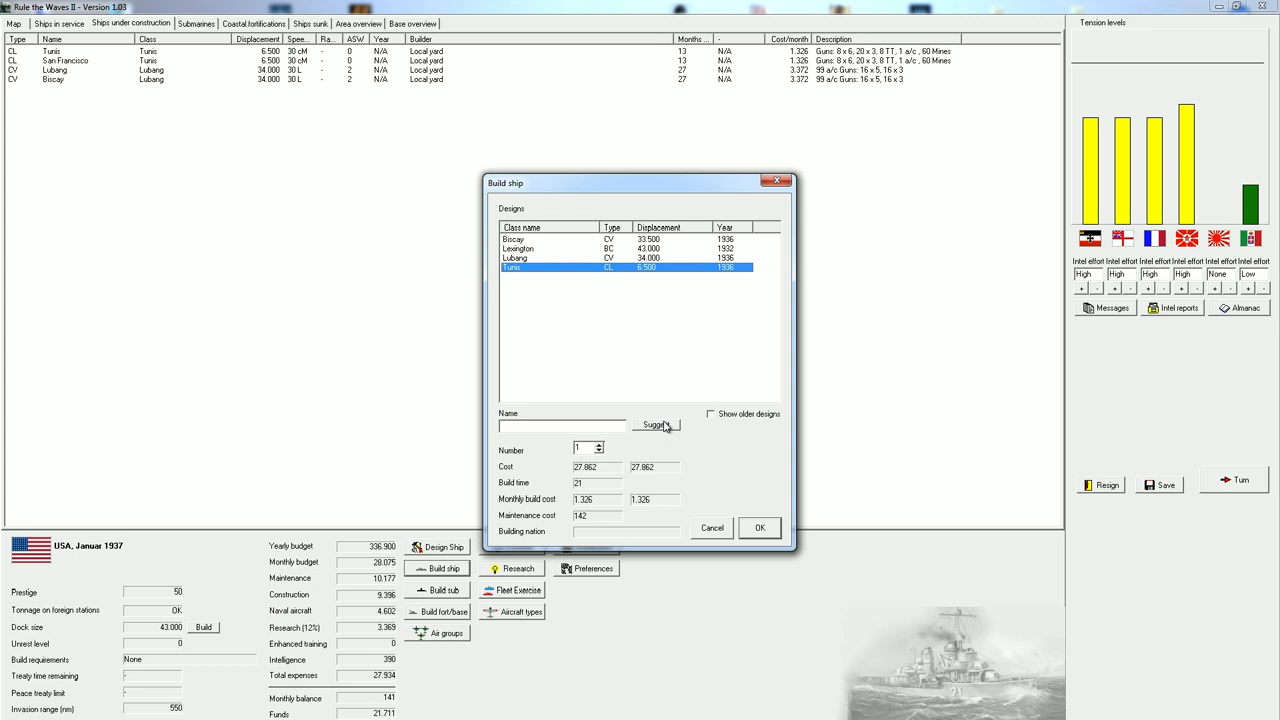 Rule the Waves II - Version 1.03
Map Ships in service Ships under construction Submarines Coastal fortifications Ships sunk Area overview Base overview
Type Name Class Displacement Spee... Ra... ASW Year Builder Months ... - Cost/month Description
CL Tunis Tunis 6.500 30 cM - 0 N/A Local yard 13 N/A 1.326 Guns: 8 x 6, 20 x 3, 8 TT, 1 a/c , 60 Mines
CL San Francisco Tunis 6.500 30 cM - 0 N/A Local yard 13 N/A 1.326 Guns: 8 x 6, 20 x 3, 8 TT, 1 a/c , 60 Mines
CV Lubang Lubang 34.000 30 L - 2 N/A Local yard 27 N/A 3.372 99 a/c Guns: 16 x 5, 16 x 3
CV Biscay Lubang 34.000 30 L - 2 N/A Local yard 27 N/A 3.372 99 a/c Guns: 16 x 5, 16 x 3
Tension levels
Intel effort Intel effort Intel effort Intel effort Intel effort Intel effort
High High High High None Low
+ - + - + - + - + - + -
Messages Intel reports Almanac
Resign Save Turn
Build ship
Designs
Class name Type Displacement Year
Biscay CV 33.500 1936
Lexington BC 43.000 1932
Lubang CV 34.000 1936
Tunis CL 6.500 1936
Name
Show older designs
Number 1
Cost 27.862 27.862
Build time 21
Monthly build cost 1.326 1.326
Maintenance cost 142
Building nation
Cancel OK
USA, Januar 1937
Prestige 50
Tonnage on foreign stations OK
Dock size 43.000 Build
Unrest level 0
Build requirements None
Treaty time remaining -
Peace treaty limit -
Invasion range (nm) 550
Yearly budget 336.900
Monthly budget 28.075
Maintenance 10.177
Construction 9.396
Naval aircraft 4.602
Research (12%) 3.369
Enhanced training 0
Intelligence 390
Total expenses 27.934
Monthly balance 141
Funds 21.711
Design Ship
Build ship Research Preferences
Build sub Fleet Exercise
Build fort/base Aircraft types
Air groups